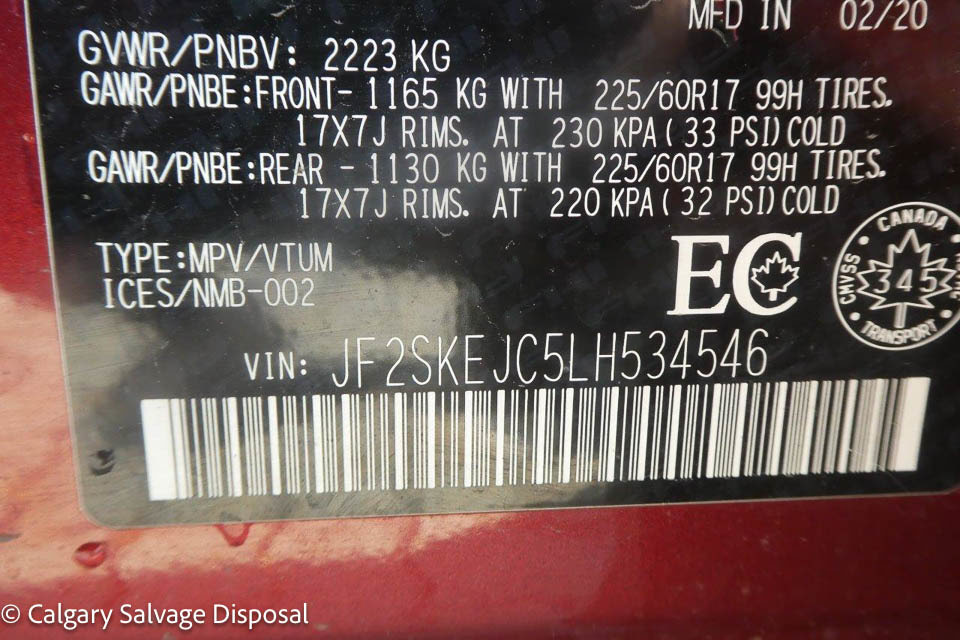 MFD IN 02/20
GVWR/PNBV: 2223 KG
GAWR/PNBE:FRONT- 1165 KG WITH 225/60R17 99H TIRES.
17X7J RIMS. AT 230 KPA(33 PSI)COLD
GAWR/PNBE:REAR - 1130 KG WITH 225/60R17 99H TIRES.
17X7J RIMS. AT 220 KPA(32 PSI)COLD
TYPE:MPV/VTUM
ICES/NMB-002
EC
CANADA
CMVSS
345
TRANSPORT
VIN: JF2SKEJC5LH534546
© Calgary Salvage Disposal